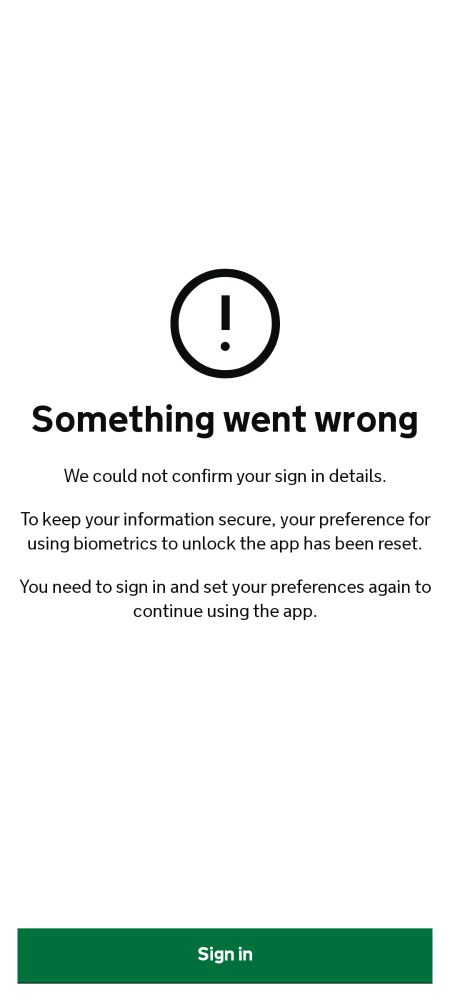 Something went wrong
We could not confirm your sign in details.
To keep your information secure, your preference for
using biometrics to unlock the app has been reset.
You need to sign in and set your preferences again to
continue using the app.
Sign in